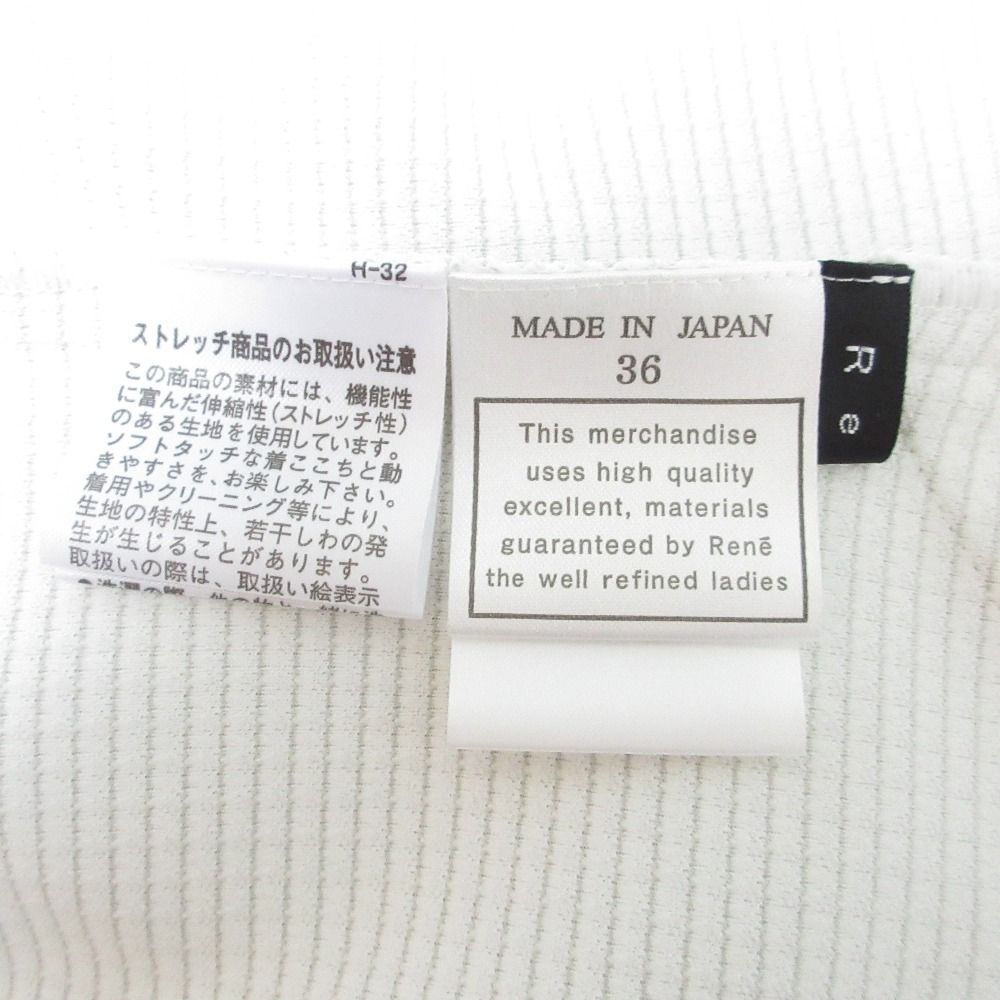 H-32
ストレッチ商品のお取扱い注意
この商品の素材には、機能性
に富んだ伸縮性(ストレッチ性)
のある生地を使用しています。
ソフトタッチな着ここちと動
きやすさを、お楽しみ下さい。
着用やクリーニング等により、
生地の特性上、若干しわの発
生が生じることがあります。
取扱いの際は、取扱い絵表示
MADE IN JAPAN
36
This merchandise
uses high quality
excellent, materials
guaranteed by René
the well refined ladies
Re